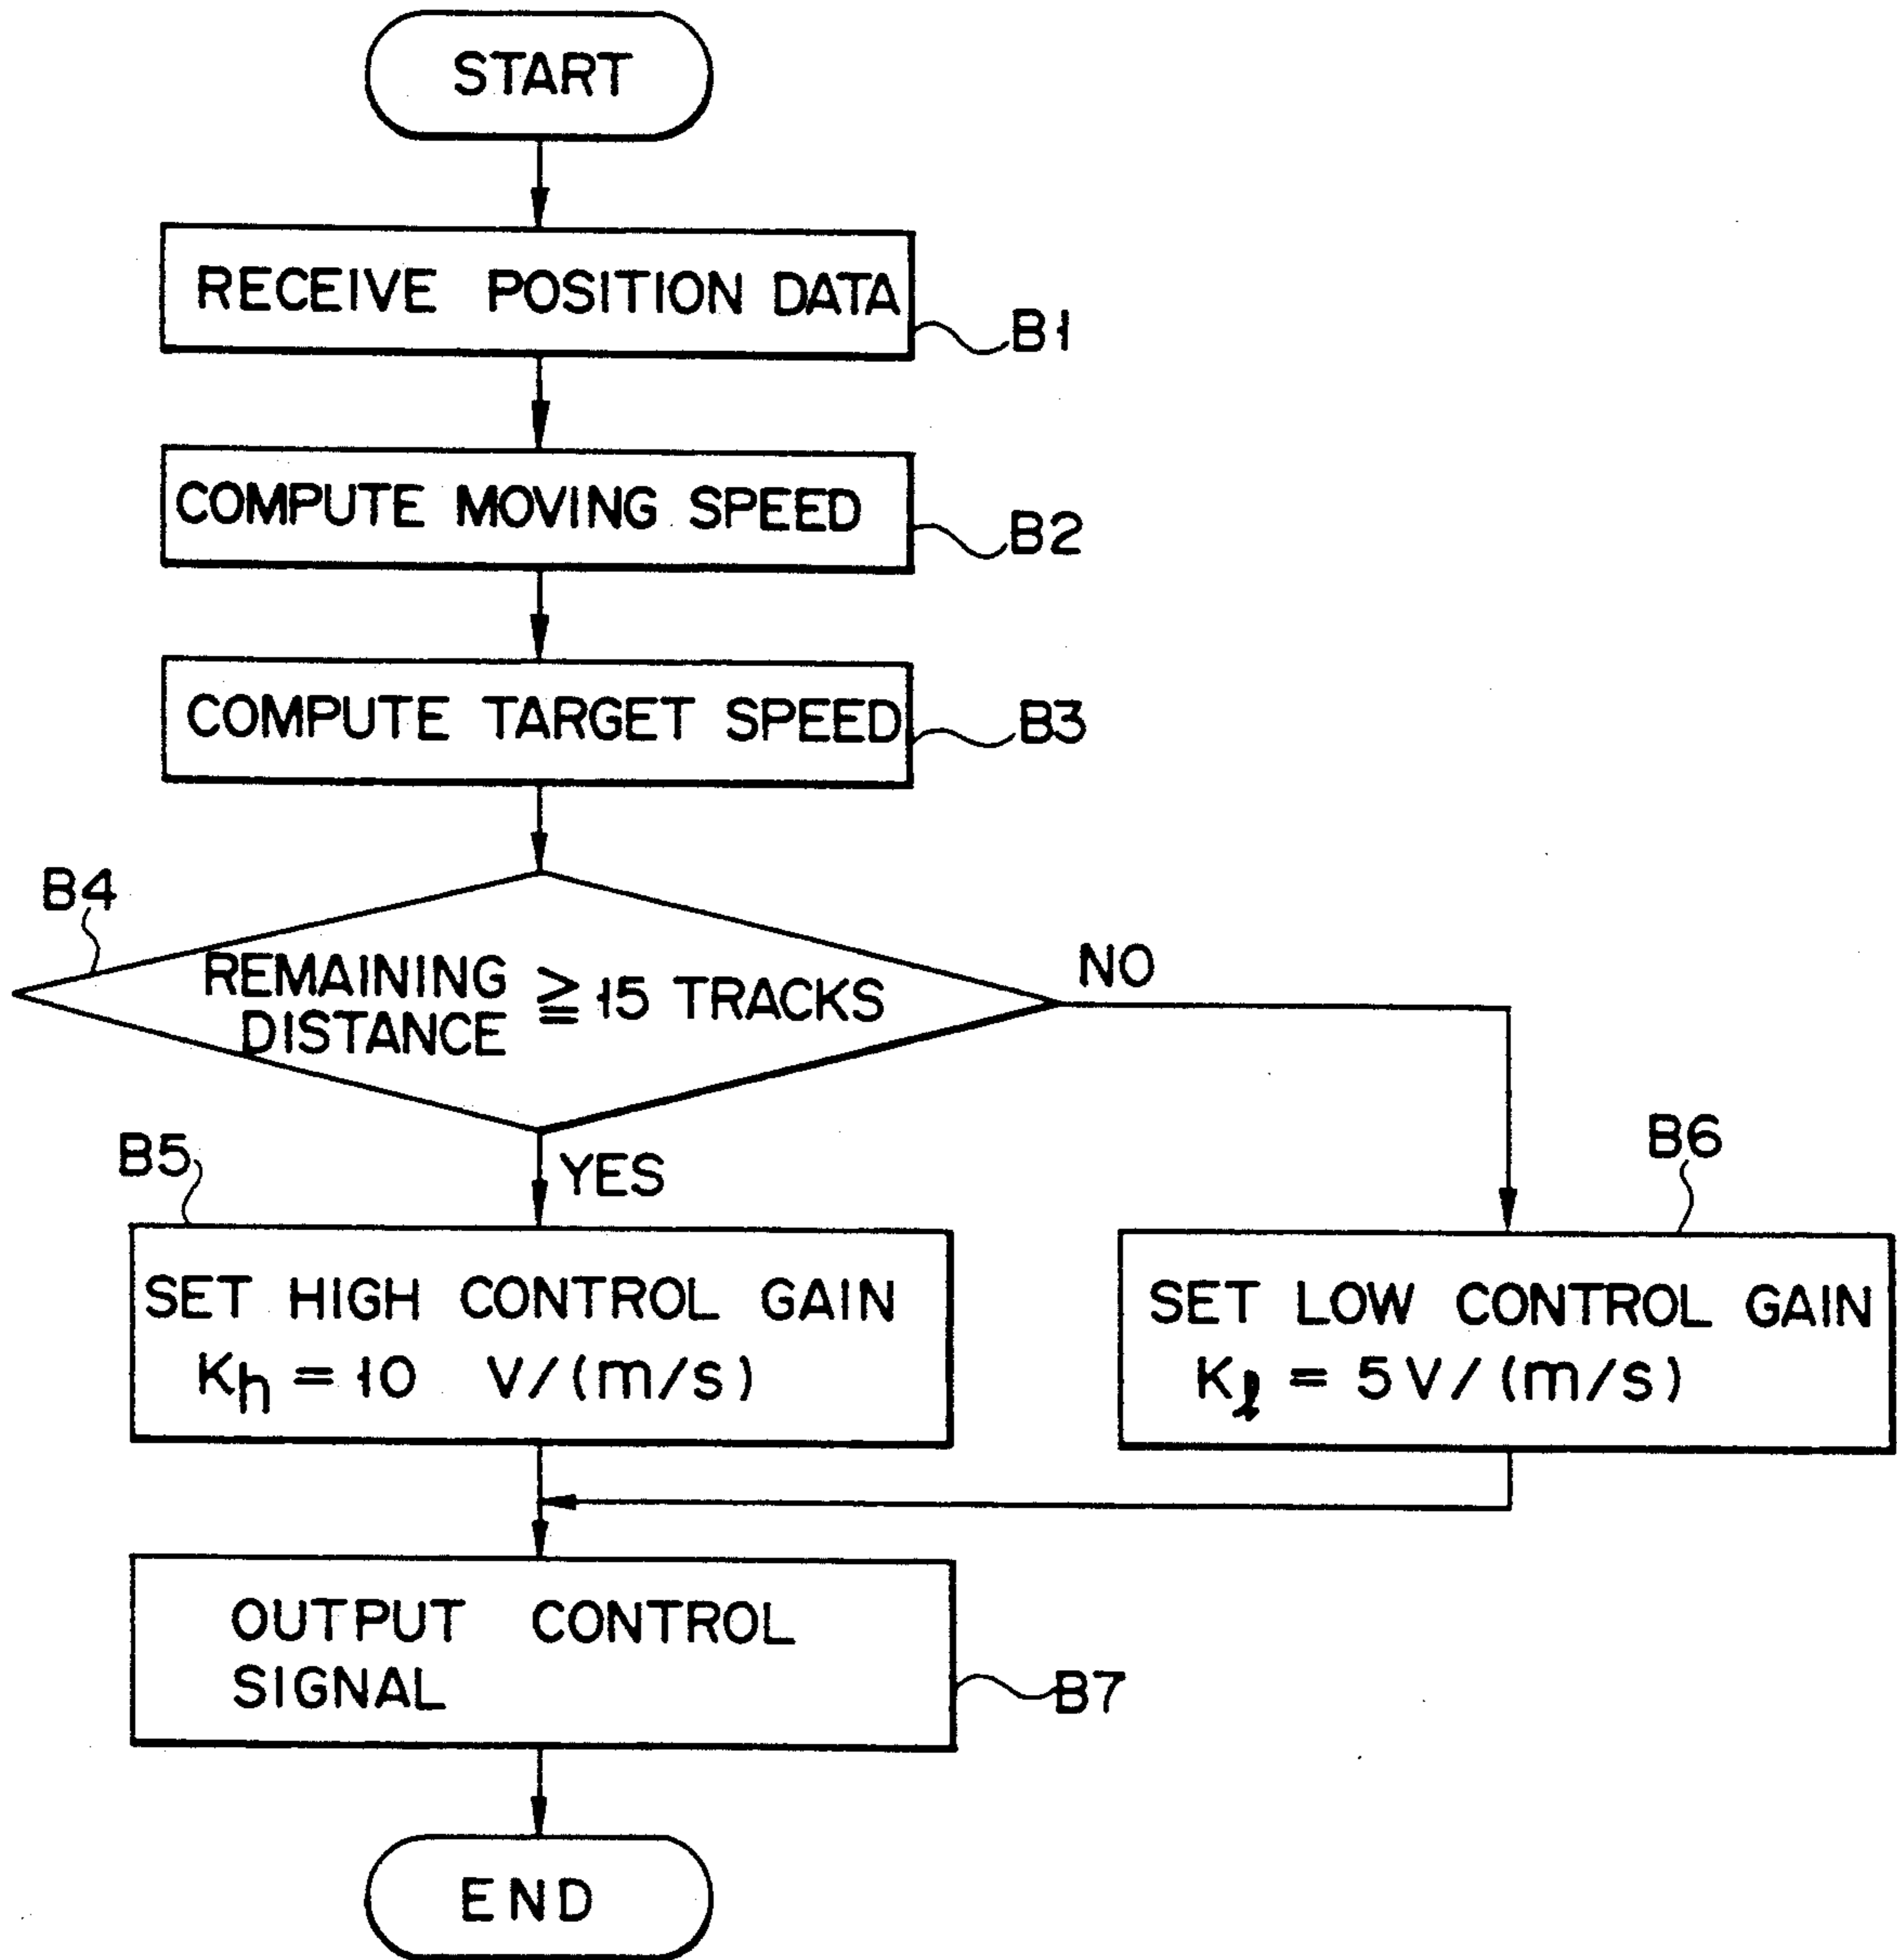 START
RECEIVE POSITION DATA
B1
COMPUTE MOVING SPEED
B2
COMPUTE TARGET SPEED
B3
B4
REMAINING DISTANCE ≧ 15 TRACKS
NO
YES
B5
B6
SET HIGH CONTROL GAIN
Kh = 10 V/(m/s)
SET LOW CONTROL GAIN
Kl = 5 V/(m/s)
OUTPUT CONTROL
SIGNAL
B7
END